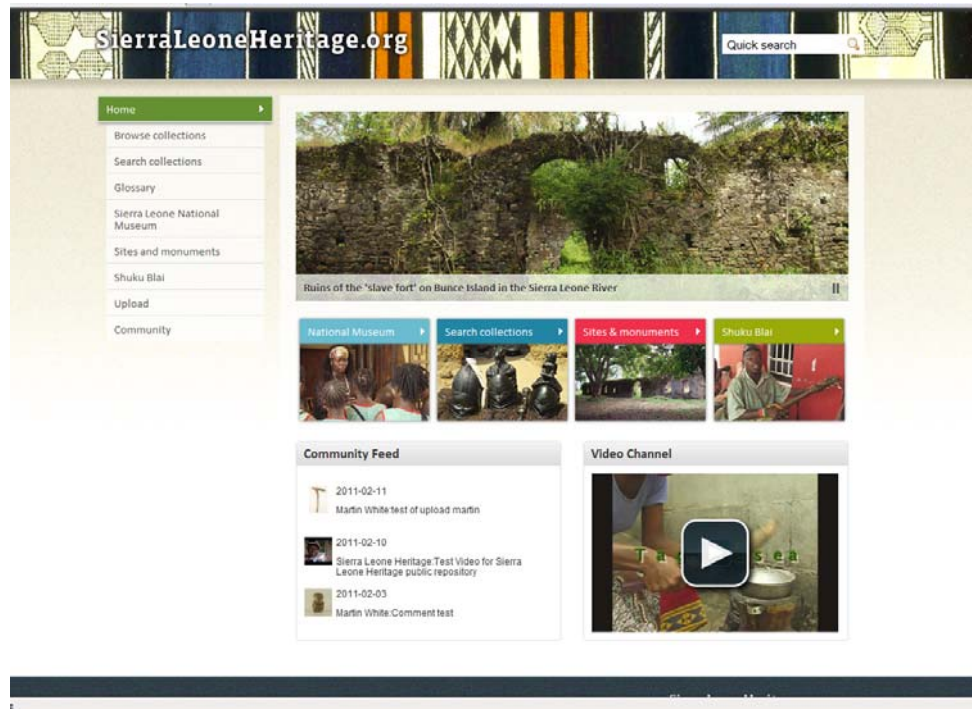 SierraLeoneHeritage.org
Quick search
Home
Browse collections
Search collections
Glossary
Sierra Leone National
Museum
Sites and monuments
Shuku Blai
Upload
Community
Ruins of the 'slave fort' on Bunce Island in the Sierra Leone River
National Museum
Search collections
Sites & monuments
Shuku Blai
Community Feed
2011-02-11
Martin White:test of upload martin
2011-02-10
Sierra Leone Heritage:Test Video for Sierra
Leone Heritage public repository
2011-02-03
Martin White:Comment test
Video Channel